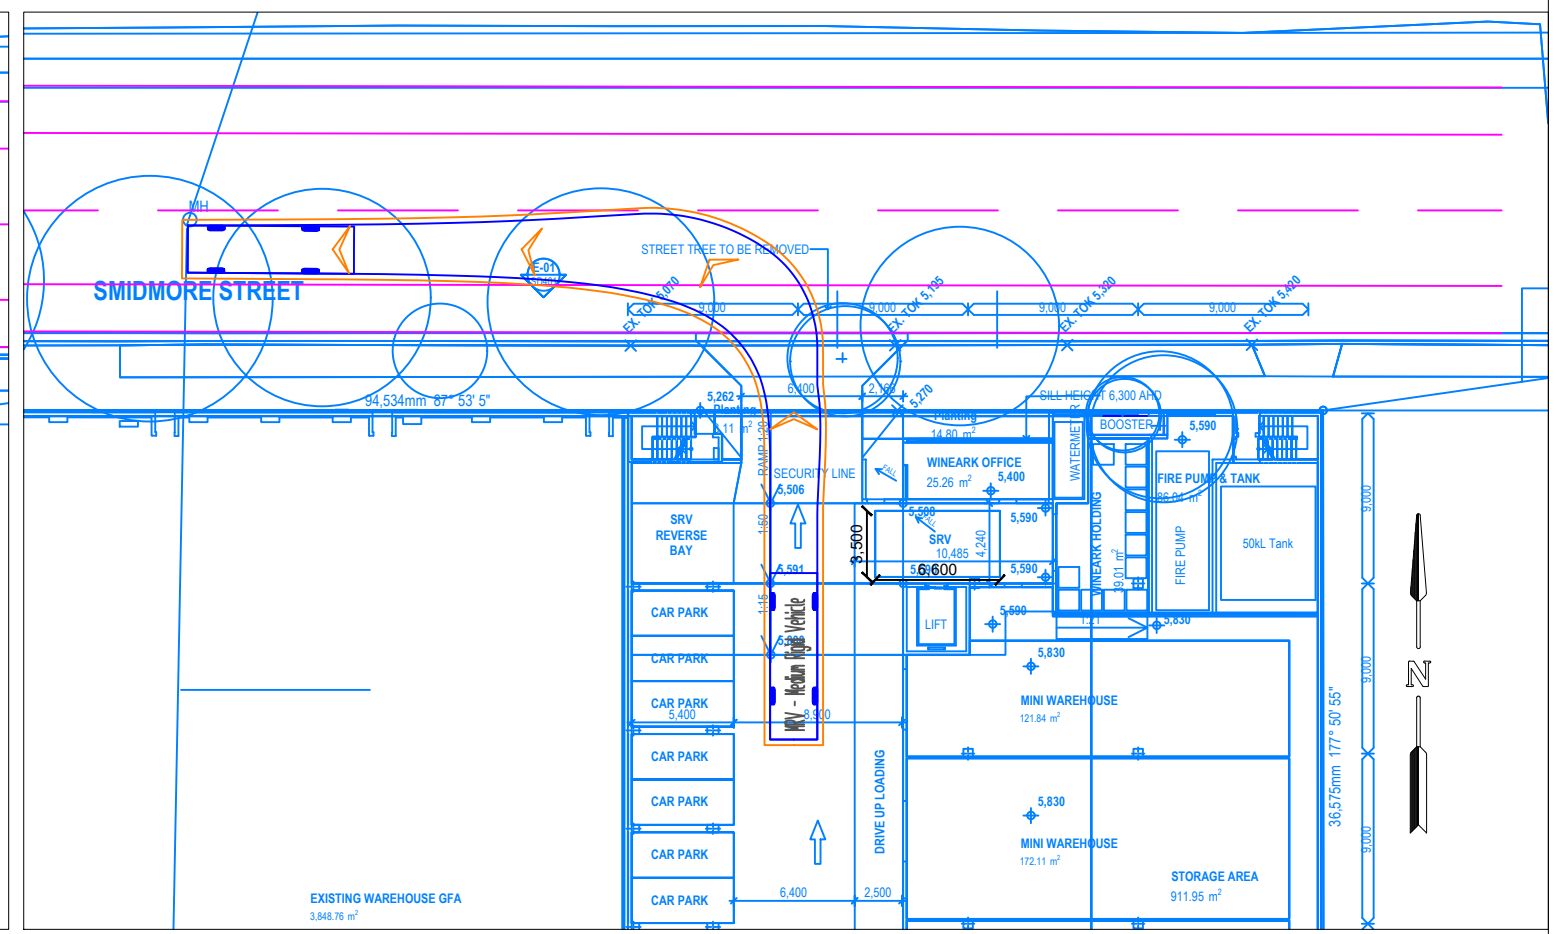 MH
STREET TREE TO BE REMOVED
E-01
SMIDMORE STREET
EX. TOK 5,070
9,000
9,000
EX. TOK 5,195
9,000
EX. TOK 5,320
9,000
EX. TOK 5,420
94,534mm 87° 53' 5"
5,262
6,400
5,270
Planting
SILL HEIGHT 6,300 AHD
Planting
14.80 m²
BOOSTER
5,590
WATERMETER
RAMP 1:20
SECURITY LINE
FALL
WINEARK OFFICE
25.26 m²
5,400
FIRE PUMP & TANK
5,506
9,000
SRV
REVERSE
BAY
1:50
3,500
FALL
SRV
10,485
4,240
5,590
WINEARK HOLDING
39.01 m²
FIRE PUMP
50kL Tank
5,591
6,600
5,590
CAR PARK
1:15
MRV - Medium Rigid Vehicle
LIFT
5,590
5,830
CAR PARK
5,830
9,000
N
CAR PARK
5,400
8,900
MINI WAREHOUSE
121.84 m²
36,575mm 177° 50' 55"
CAR PARK
DRIVE UP LOADING
CAR PARK
5,830
CAR PARK
MINI WAREHOUSE
172.11 m²
9,000
CAR PARK
6,400
2,500
STORAGE AREA
911.95 m²
EXISTING WAREHOUSE GFA
3,848.76 m²